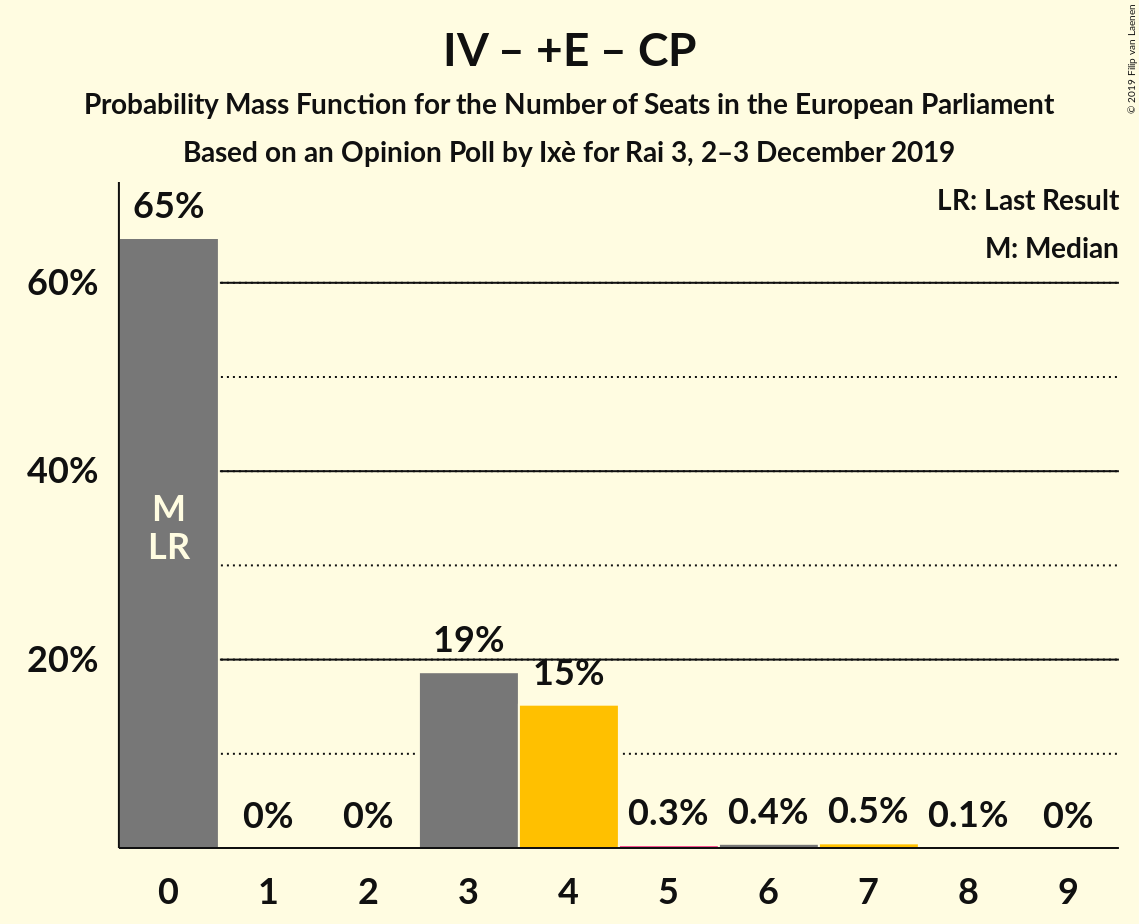 IV – +E – CP
Probability Mass Function for the Number of Seats in the European Parliament
Based on an Opinion Poll by Ixè for Rai 3, 2–3 December 2019
© 2019 Filip van Laenen
LR: Last Result
M: Median
65%
60%
40%
M
LR
19%
20%
15%
0%
0%
0.3%
0.4%
0.5%
0.1%
0%
0 1 2 3 4 5 6 7 8 9